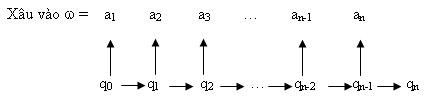 Xâu vào ω = a1 a2 a3 ... an-1 an
q0 q1 q2 ... qn-2 qn-1 qn